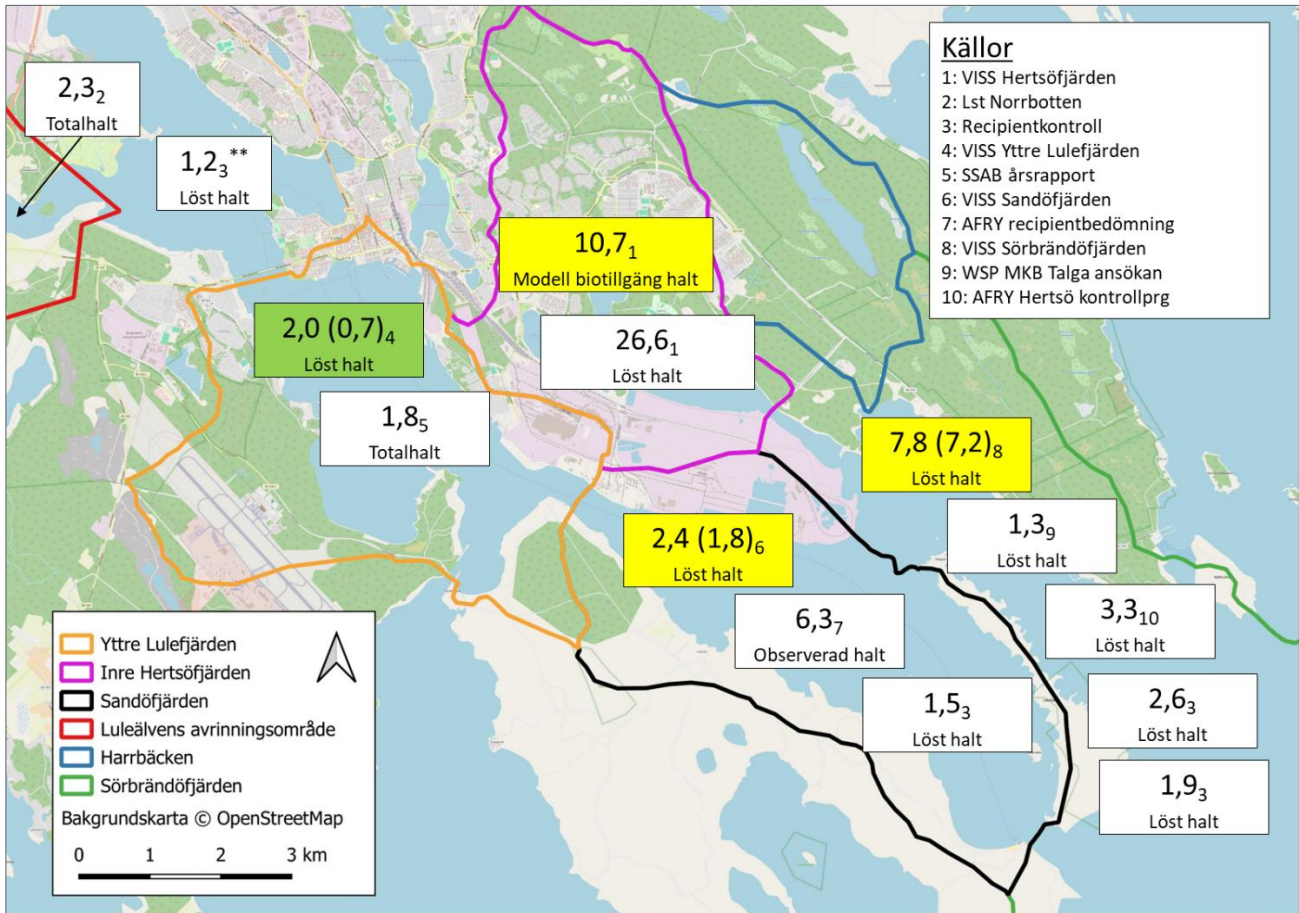 2,3₂
Totalhalt
1,2₃**
Löst halt
Källor
1: VISS Hertsöfjärden
2: Lst Norrbotten
3: Recipientkontroll
4: VISS Yttre Lulefjärden
5: SSAB årsrapport
6: VISS Sandöfjärden
7: AFRY recipientbedömning
8: VISS Sörbrändöfjärden
9: WSP MKB Talga ansökan
10: AFRY Hertsö kontrollprg
10,7₁
Modell biotillgäng halt
2,0 (0,7)₄
Löst halt
26,6₁
Löst halt
1,8₅
Totalhalt
7,8 (7,2)₈
Löst halt
2,4 (1,8)₆
Löst halt
1,3₉
Löst halt
6,3₇
Observerad halt
3,3₁₀
Löst halt
1,5₃
Löst halt
2,6₃
Löst halt
1,9₃
Löst halt
Yttre Lulefjärden
Inre Hertsöfjärden
Sandöfjärden
Luleälvens avrinningsområde
Harrbäcken
Sörbrändöfjärden
Bakgrundskarta © OpenStreetMap
0 1 2 3 km